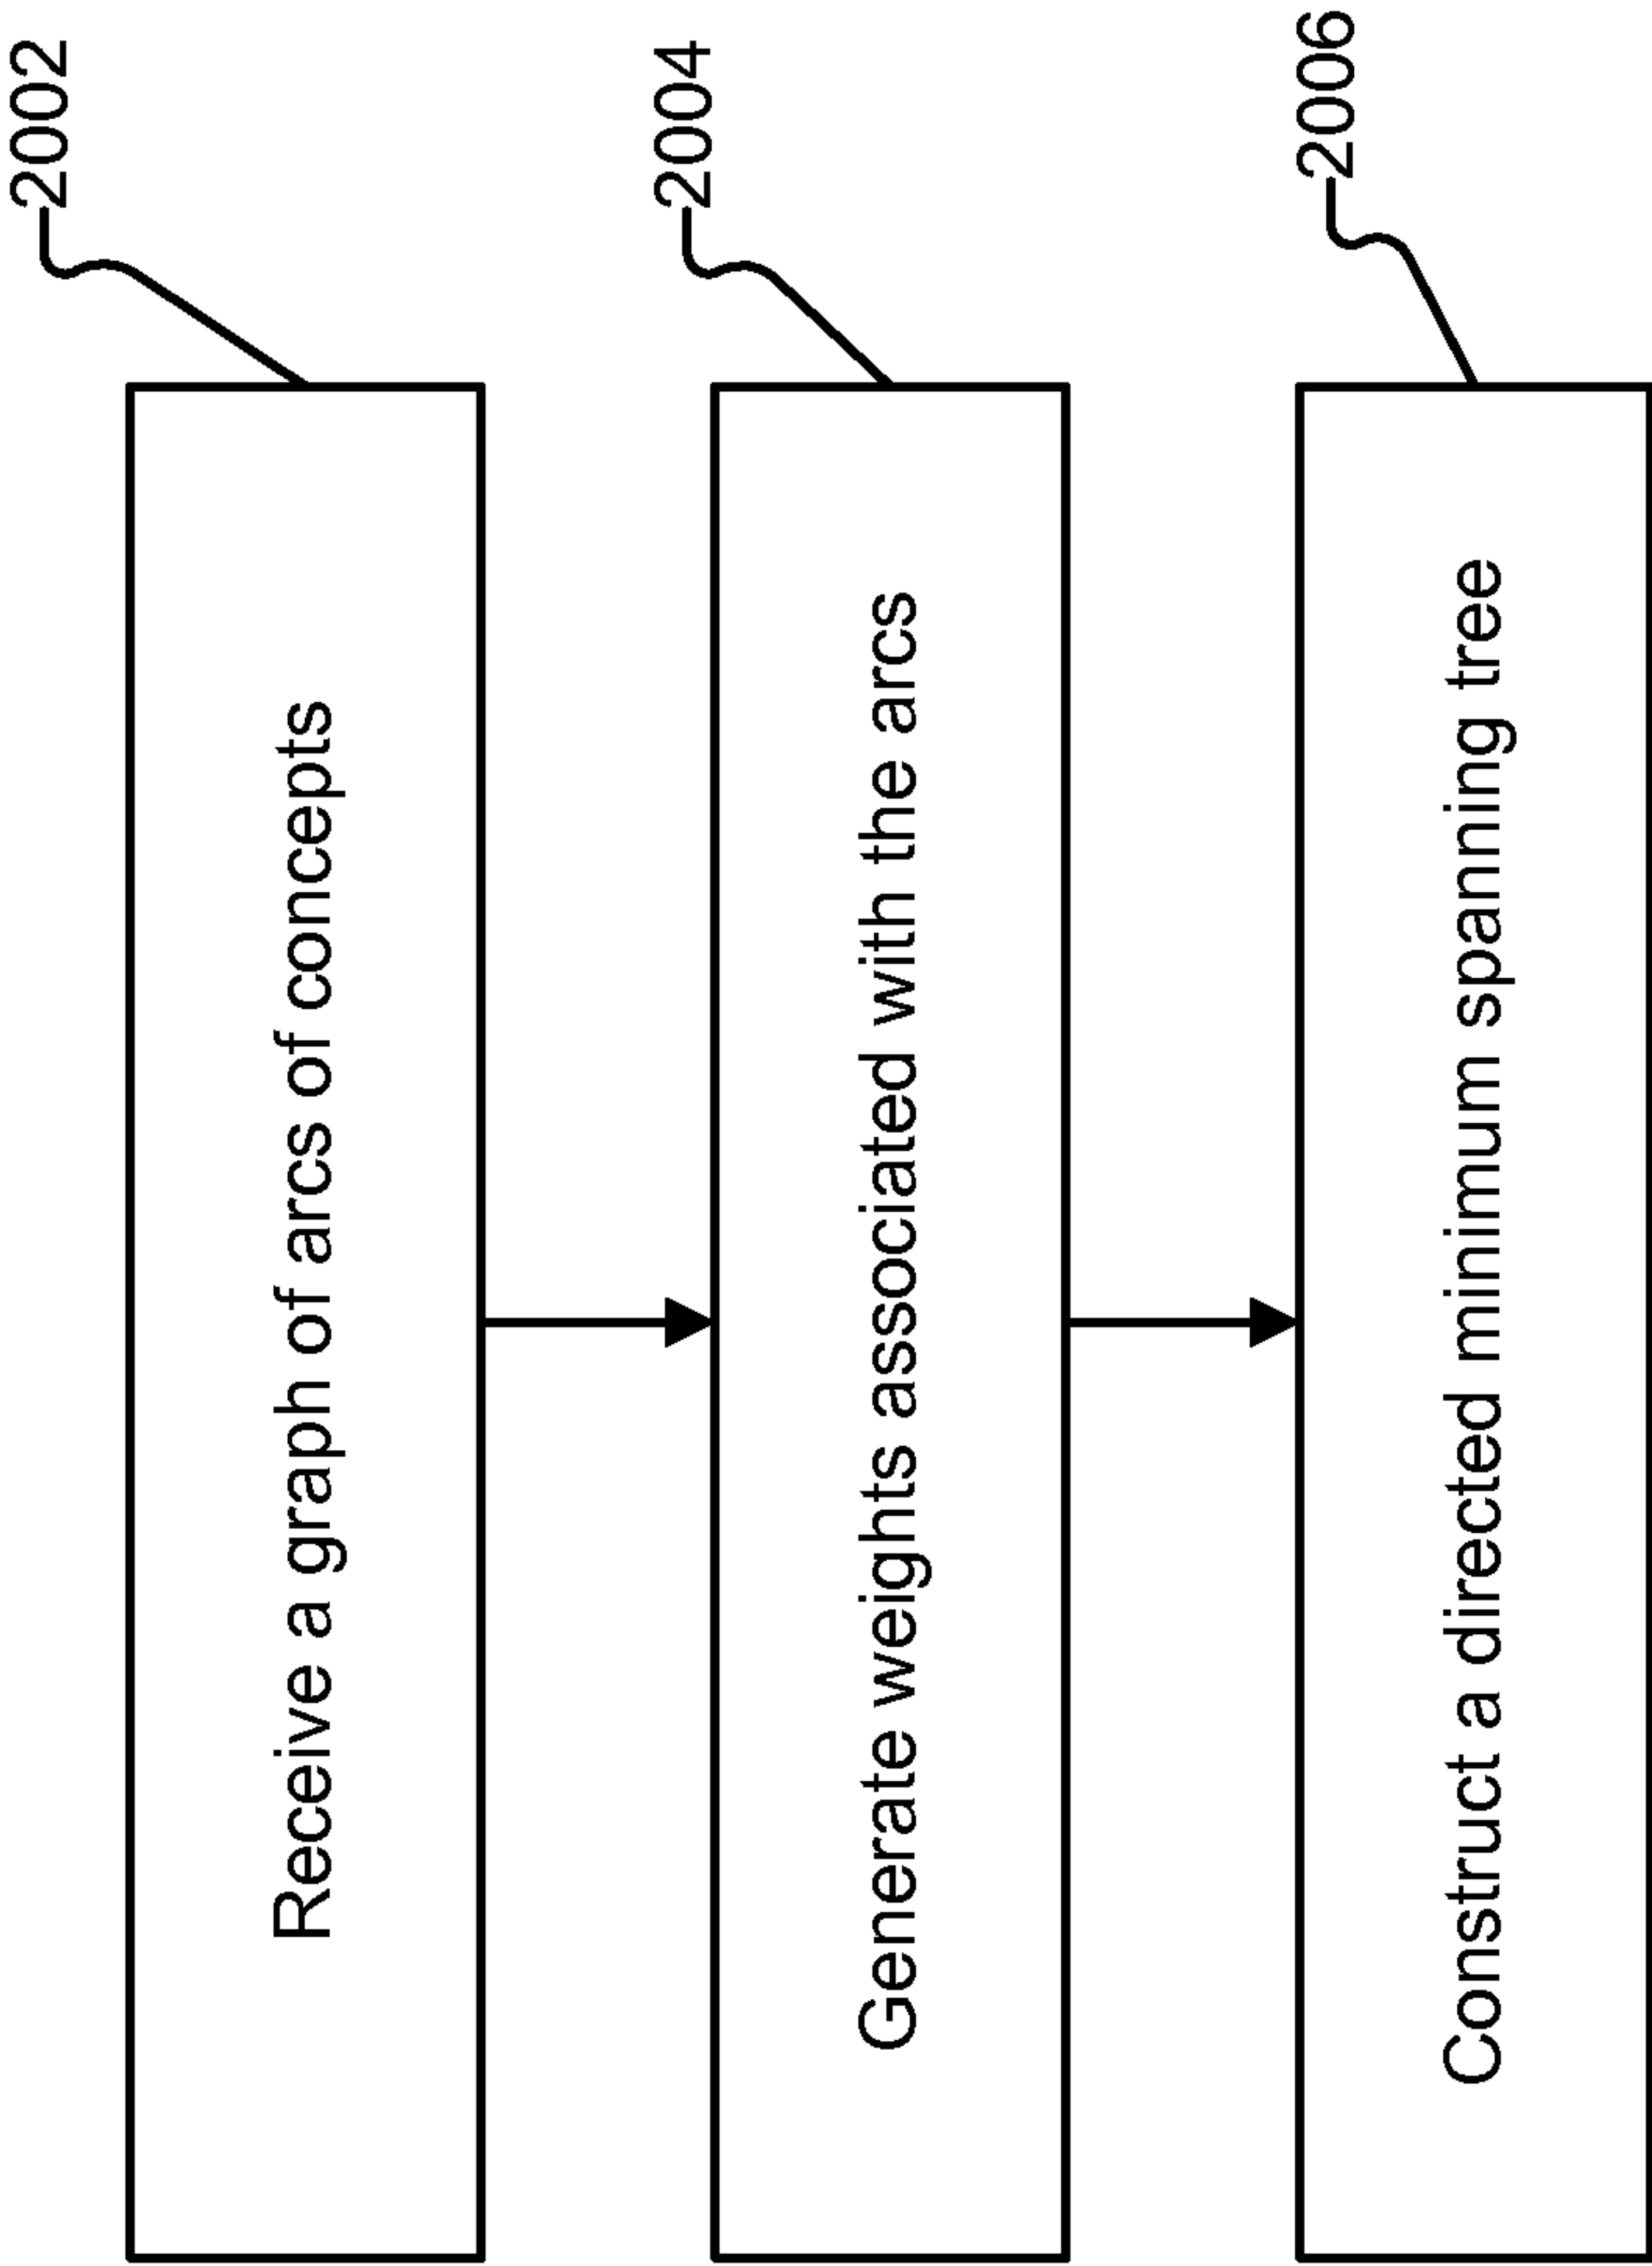 2002
Receive a graph of arcs of concepts
2004
Generate weights associated with the arcs
2006
Construct a directed minimum spanning tree